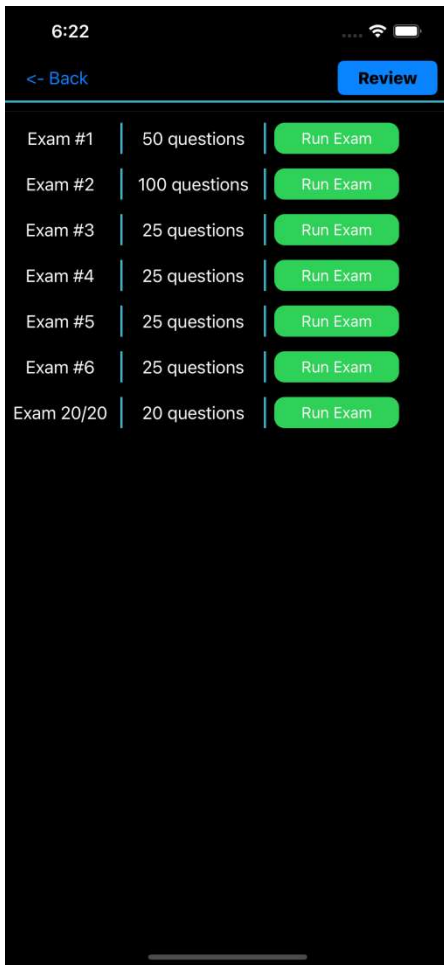 6:22
<- Back Review
Exam #1 50 questions Run Exam
Exam #2 100 questions Run Exam
Exam #3 25 questions Run Exam
Exam #4 25 questions Run Exam
Exam #5 25 questions Run Exam
Exam #6 25 questions Run Exam
Exam 20/20 20 questions Run Exam